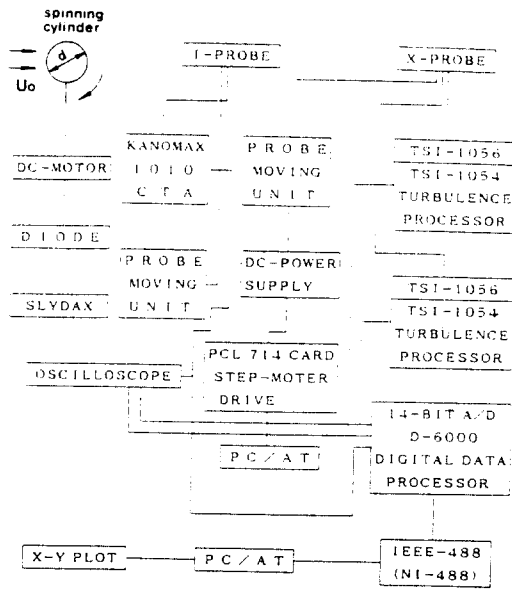 spinning
cylinder
d
Uo
I-PROBE
X-PROBE
DC-MOTOR
KANOMAX
1010
CTA
PROBE
MOVING
UNIT
TSI-1056
TSI-1054
TURBULENCE
PROCESSOR
DIODE
PROBE
MOVING
UNIT
DC-POWER
SUPPLY
SLYDAX
TSI-1056
TSI-1054
TURBULENCE
PROCESSOR
OSCILLOSCOPE
PCL 714 CARD
STEP-MOTER
DRIVE
14-BIT A/D
D-6000
DIGITAL DATA
PROCESSOR
PC/AT
X-Y PLOT
PC/AT
IEEE-488
(NI-488)